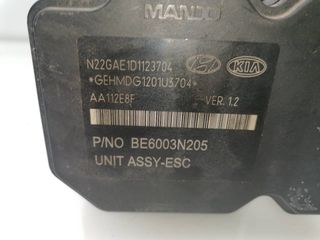 MANDO
N22GAE1D1123704
*GEHMDG1201U3704*
KIA
AA112E8F VER. 1.2
P/NO BE6003N205
UNIT ASSY-ESC